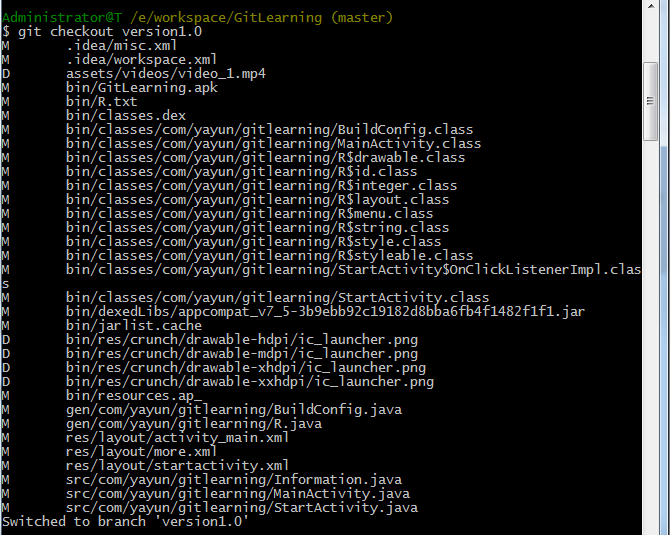 Administrator@T /e/workspace/GitLearning (master)
$ git checkout version1.0
M       .idea/misc.xml
M       .idea/workspace.xml
D       assets/videos/video_1.mp4
M       bin/GitLearning.apk
M       bin/R.txt
M       bin/classes.dex
M       bin/classes/com/yayun/gitlearning/BuildConfig.class
M       bin/classes/com/yayun/gitlearning/MainActivity.class
M       bin/classes/com/yayun/gitlearning/R$drawable.class
M       bin/classes/com/yayun/gitlearning/R$id.class
M       bin/classes/com/yayun/gitlearning/R$integer.class
M       bin/classes/com/yayun/gitlearning/R$layout.class
M       bin/classes/com/yayun/gitlearning/R$menu.class
M       bin/classes/com/yayun/gitlearning/R$string.class
M       bin/classes/com/yayun/gitlearning/R$style.class
M       bin/classes/com/yayun/gitlearning/R$styleable.class
M       bin/classes/com/yayun/gitlearning/StartActivity$OnClickListenerImpl.clas
s
M       bin/classes/com/yayun/gitlearning/StartActivity.class
M       bin/dexedLibs/appcompat_v7_5-3b9ebb92c19182d8bba6fb4f1482f1f1.jar
M       bin/jarlist.cache
D       bin/res/crunch/drawable-hdpi/ic_launcher.png
D       bin/res/crunch/drawable-mdpi/ic_launcher.png
D       bin/res/crunch/drawable-xhdpi/ic_launcher.png
D       bin/res/crunch/drawable-xxhdpi/ic_launcher.png
M       bin/resources.ap_
M       gen/com/yayun/gitlearning/BuildConfig.java
M       gen/com/yayun/gitlearning/R.java
M       res/layout/activity_main.xml
M       res/layout/more.xml
M       res/layout/startactivity.xml
M       src/com/yayun/gitlearning/Information.java
M       src/com/yayun/gitlearning/MainActivity.java
M       src/com/yayun/gitlearning/StartActivity.java
Switched to branch 'version1.0'